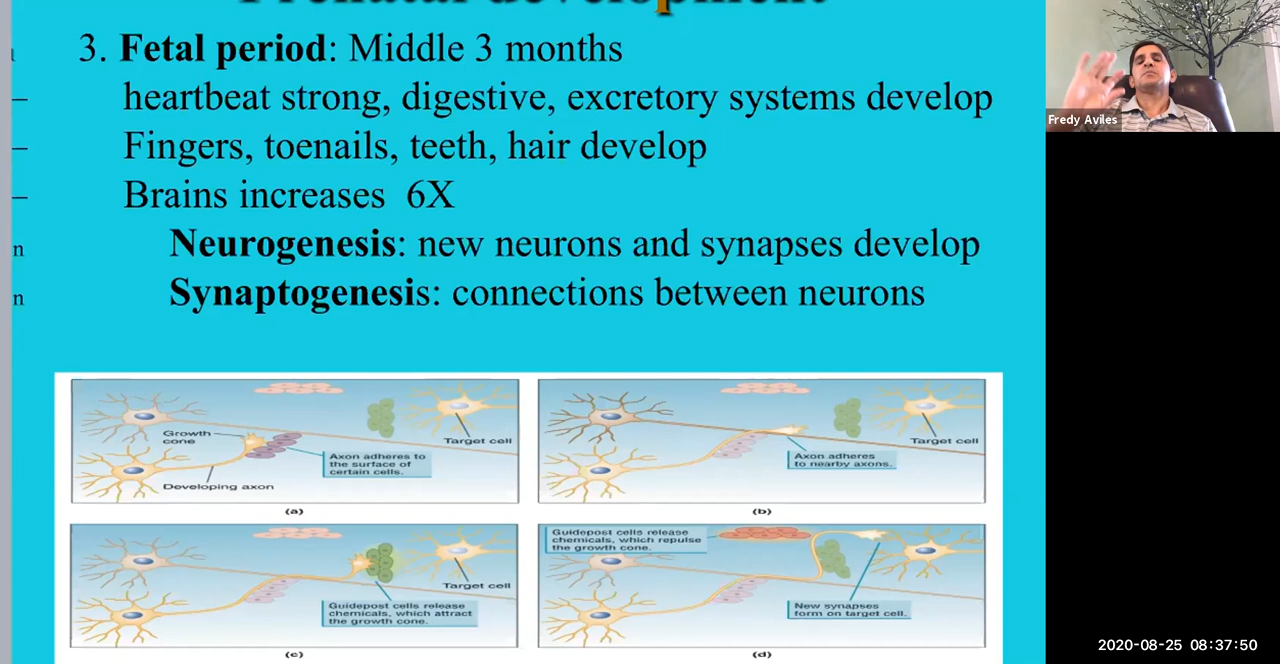 Prenatal development
3. Fetal period: Middle 3 months
heartbeat strong, digestive, excretory systems develop
Fingers, toenails, teeth, hair develop
Brains increases 6X
Neurogenesis: new neurons and synapses develop
Synaptogenesis: connections between neurons
n
n
Growth
cone
Target cell
Axon adheres to
the surface of
certain cells.
Developing axon
(a)
Target cell
Axon adheres
to nearby axons.
(b)
Target cell
Guidepost cells release
chemicals, which attract
the growth cone.
(c)
Guidepost cells release
chemicals, which repulse
the growth cone.
New synapses
form on target cell.
(d)
Fredy Aviles
2020-08-25 08:37:50